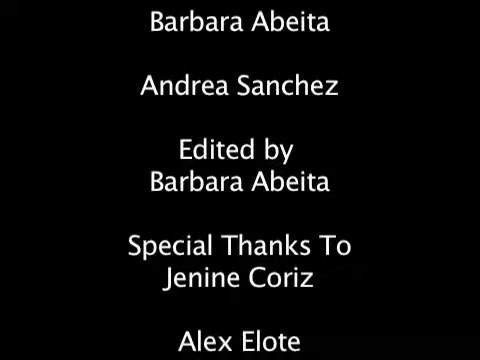 Barbara Abeita
Andrea Sanchez
Edited by
Barbara Abeita
Special Thanks To
Jenine Coriz
Alex Elote